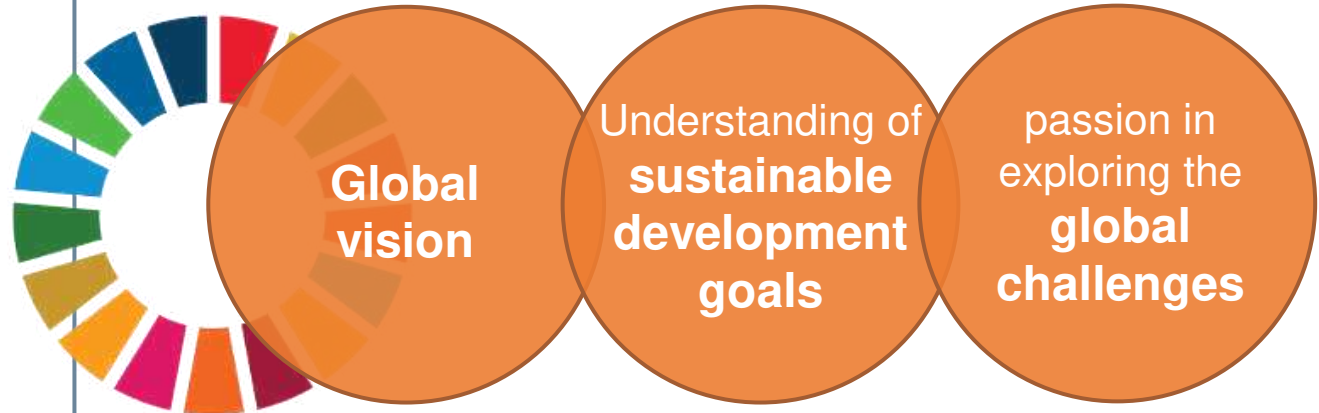 Global
vision
Understanding of
sustainable
development
goals
passion in
exploring the
global
challenges